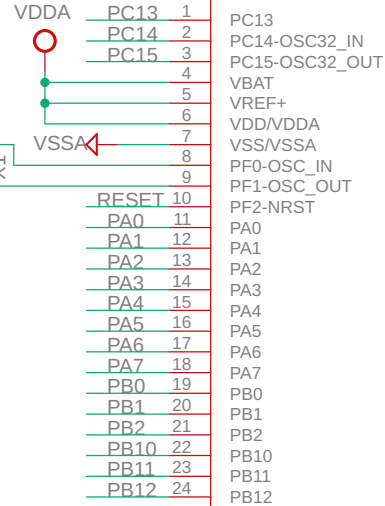 VDDA
PC13 1 PC13
PC14 2 PC14-OSC32_IN
PC15 3 PC15-OSC32_OUT
4 VBAT
5 VREF+
6 VDD/VDDA
VSSA 7 VSS/VSSA
8 PF0-OSC_IN
9 PF1-OSC_OUT
RESET 10 PF2-NRST
PA0 11 PA0
PA1 12 PA1
PA2 13 PA2
PA3 14 PA3
PA4 15 PA4
PA5 16 PA5
PA6 17 PA6
PA7 18 PA7
PB0 19 PB0
PB1 20 PB1
PB2 21 PB2
PB10 22 PB10
PB11 23 PB11
PB12 24 PB12